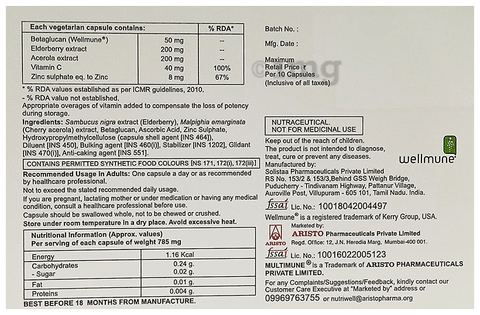 Each vegetarian capsule contains: % RDA*
Betaglucan (Wellmune®) 50 mg --
Elderberry extract 200 mg --
Acerola extract 200 mg --
Vitamin C 40 mg 100%
Zinc sulphate eq. to Zinc 8 mg 67%
* % RDA values established as per ICMR guidelines, 2010.
- % RDA value not established.
Appropriate overages of vitamin added to compensate the loss of potency
during storage.
Ingredients: Sambucus nigra extract (Elderberry), Malpighia emarginata
(Cherry acerola) extract, Betaglucan, Ascorbic Acid, Zinc Sulphate,
Hydroxypropylmethylcellulose (capsule shell agent [INS 464]),
Diluent [INS 450], Bulking agent [INS 460(i)], Stabilizer [INS 1202], Glidant
[INS 470(i)], Anti-caking agent [INS 551].
CONTAINS PERMITTED SYNTHETIC FOOD COLOURS [INS 171, 172(i), 172(iii)]
Recommended Usage In Adults: One capsule a day or as recommended
by healthcare professional.
Not to exceed the stated recommended daily usage.
If you are pregnant, lactating mother or under medication or having any medical
condition, consult a healthcare professional before use.
Capsule should be swallowed whole, not to be chewed or crushed.
Store under room temperature in a dry place. Avoid excessive heat.
Nutritional Information (Approx. values)
Per serving of each capsule of weight 785 mg
Energy 1.16 Kcal
Carbohydrates 0.24 g.
- Sugar 0.02 g.
Fat 0.01 g.
Proteins 0.004 g.
BEST BEFORE 18 MONTHS FROM MANUFACTURE.
Batch No. :
Mfg. Date :
Maximum
Retail Price : ₹
Per 10 Capsules
(Inclusive of all taxes)
NUTRACEUTICAL.
NOT FOR MEDICINAL USE
Keep out of the reach of children.
The product is not intended to diagnose,
treat, cure or prevent any diseases.
Manufactured by:
Solistaa Pharmaceuticals Private Limited
RS No. 153/2 & 153/3, Behind GSS Weigh Bridge,
Puducherry - Tindivanam Highway, Pattanur Village,
Auroville Post, Villupuram - 605 101, Tamil Nadu. India.
fssai Lic. No.: 10018042004497
wellmune®
Wellmune® is a registered trademark of Kerry Group, USA.
Marketed by:
ARISTO
ARISTO Pharmaceuticals Private Limited
Regd. Office: 12, J.N. Heredia Marg, Mumbai-400 001.
fssai Lic. No.: 10016022005123
MULTIMUNE® is a Trademark of ARISTO PHARMACEUTICALS
PRIVATE LIMITED.
For any Complaints/Suggestions/Feedback, kindly contact our
Customer Care Executive at "Marketed by" address or
09969763755 or nutriwell@aristopharma.org